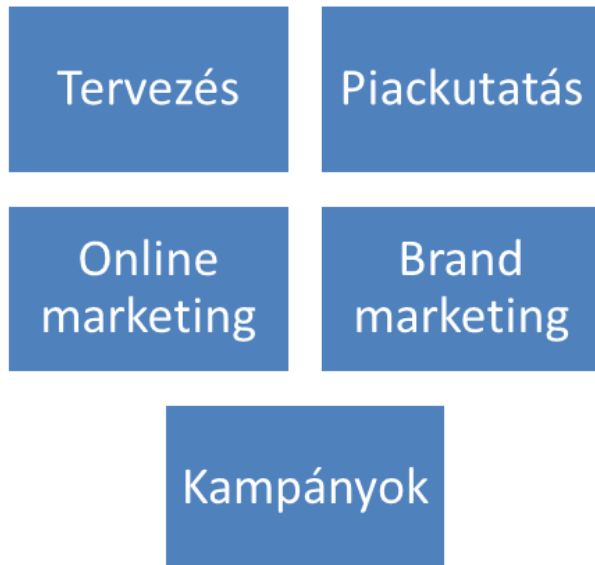 Tervezés
Piackutatás
Online
marketing
Brand
marketing
Kampányok